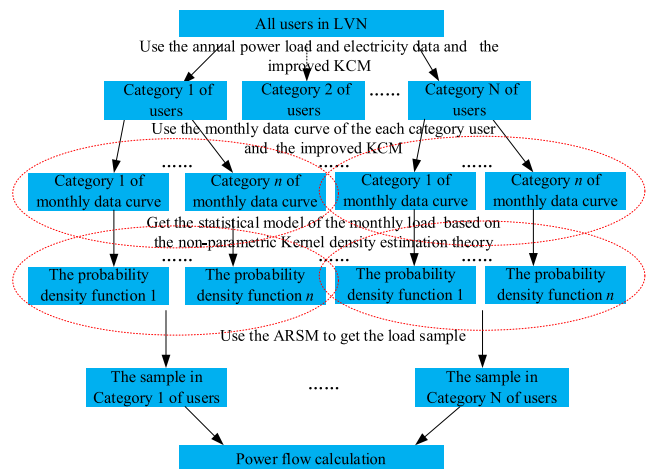 All users in LVN
Use the annual power load and electricity data and the
improved KCM
Category 1 of
users
Category 2 of
users
......
Category N of
users
Use the monthly data curve of the each category user
and the improved KCM
......
......
......
Category 1 of
monthly data curve
Category n of
monthly data curve
Category 1 of
monthly data curve
Category n of
monthly data curve
Get the statistical model of the monthly load based on
the non-parametric Kernel density estimation theory
......
......
......
The probability
density function 1
The probability
density function n
The probability
density function 1
The probability
density function n
Use the ARSM to get the load sample
The sample in
Category 1 of users
......
The sample in
Category N of users
Power flow calculation